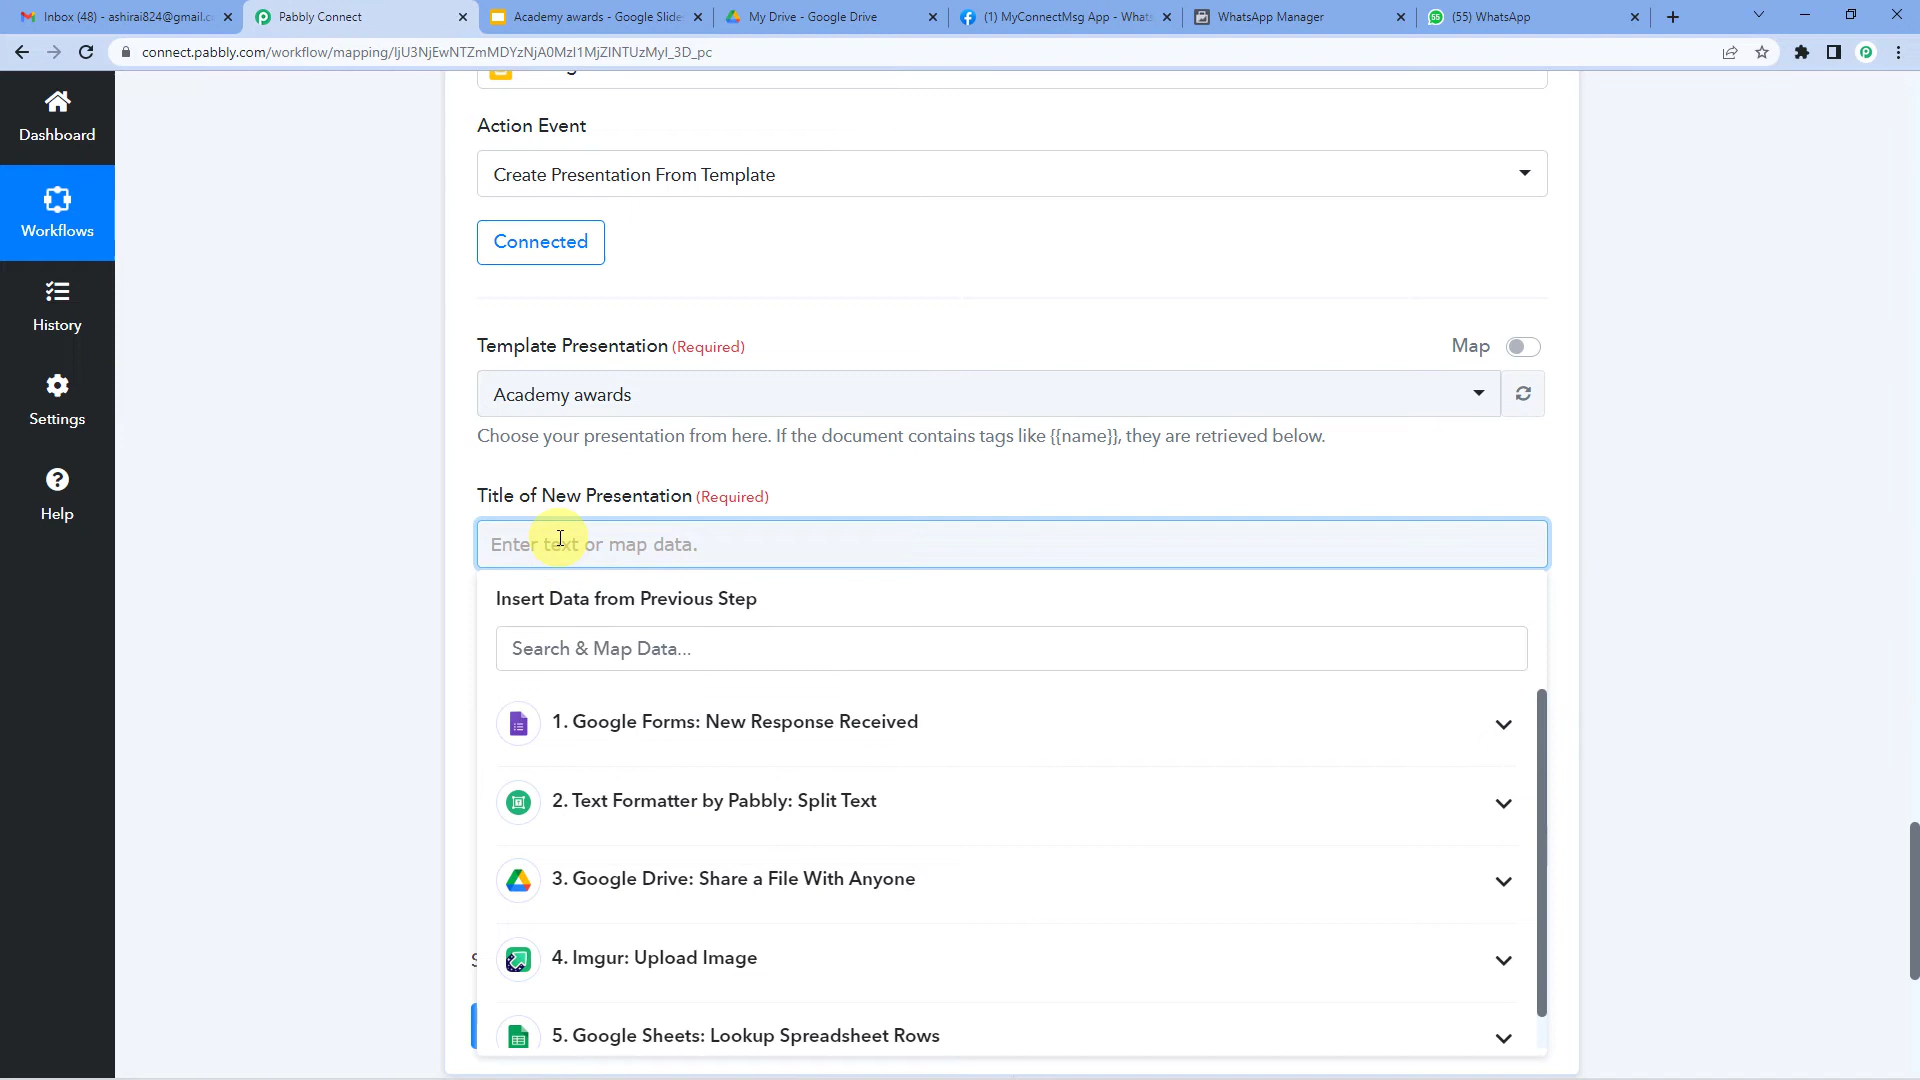 Inbox (48) - ashirai824@gmail.c
Pabbly Connect
Academy awards - Google Slide
My Drive - Google Drive
(1) MyConnectMsg App - Whats
WhatsApp Manager
(55) WhatsApp
connect.pabbly.com/workflow/mapping/IjU3NjEwNTZmMDYzNjA0MzI1MjZlNTUzMyI_3D_pc
Dashboard
Workflows
History
Settings
Help
Action Event
Create Presentation From Template
Connected
Template Presentation (Required)
Map
Academy awards
Choose your presentation from here. If the document contains tags like {{name}}, they are retrieved below.
Title of New Presentation (Required)
Enter text or map data.
Insert Data from Previous Step
Search & Map Data...
1. Google Forms: New Response Received
2. Text Formatter by Pabbly: Split Text
3. Google Drive: Share a File With Anyone
4. Imgur: Upload Image
5. Google Sheets: Lookup Spreadsheet Rows